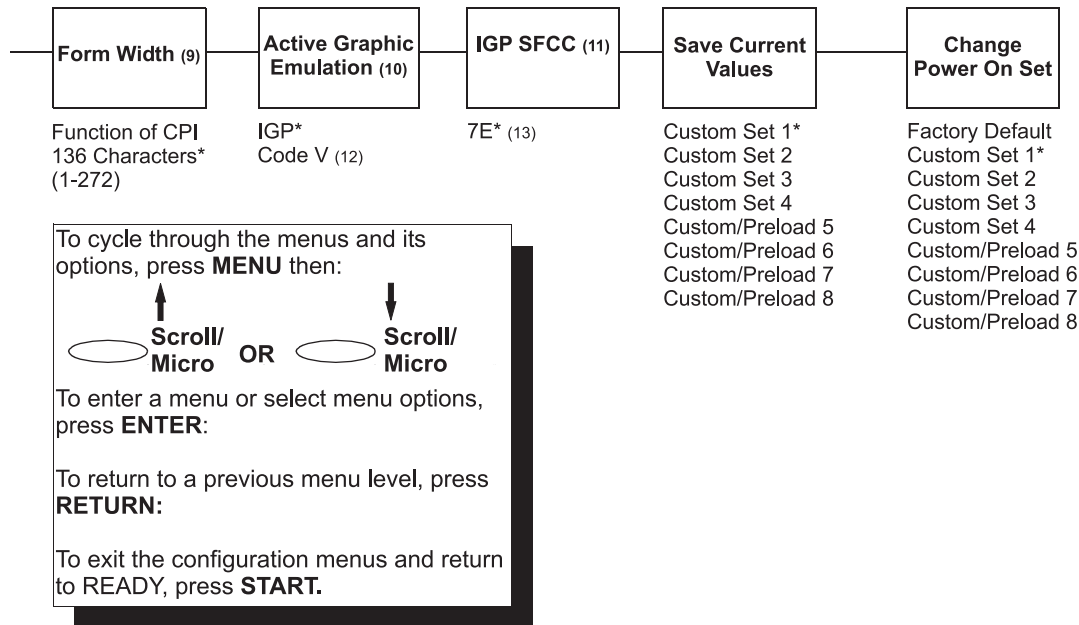 Form Width (9)
Function of CPI
136 Characters*
(1-272)
Active Graphic
Emulation (10)
IGP*
Code V (12)
IGP SFCC (11)
7E* (13)
Save Current
Values
Custom Set 1*
Custom Set 2
Custom Set 3
Custom Set 4
Custom/Preload 5
Custom/Preload 6
Custom/Preload 7
Custom/Preload 8
Change
Power On Set
Factory Default
Custom Set 1*
Custom Set 2
Custom Set 3
Custom Set 4
Custom/Preload 5
Custom/Preload 6
Custom/Preload 7
Custom/Preload 8
To cycle through the menus and its
options, press MENU then:
Scroll/
Micro
OR
Scroll/
Micro
To enter a menu or select menu options,
press ENTER:
To return to a previous menu level, press
RETURN:
To exit the configuration menus and return
to READY, press START.